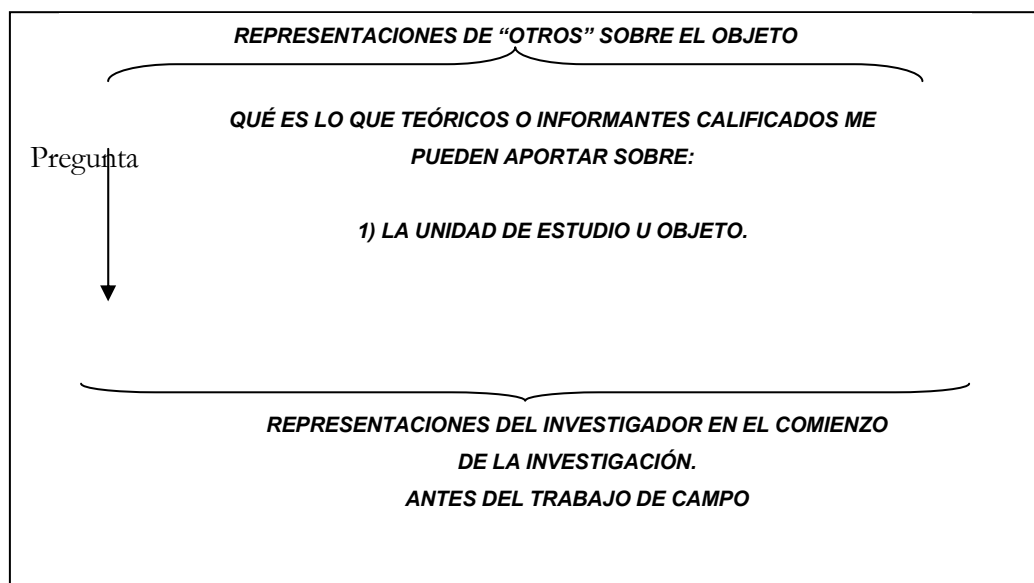 REPRESENTACIONES DE “OTROS” SOBRE EL OBJETO
QUÉ ES LO QUE TEÓRICOS O INFORMANTES CALIFICADOS ME
PUEDEN APORTAR SOBRE:
Pregunta
1) LA UNIDAD DE ESTUDIO U OBJETO.
REPRESENTACIONES DEL INVESTIGADOR EN EL COMIENZO
DE LA INVESTIGACIÓN.
ANTES DEL TRABAJO DE CAMPO